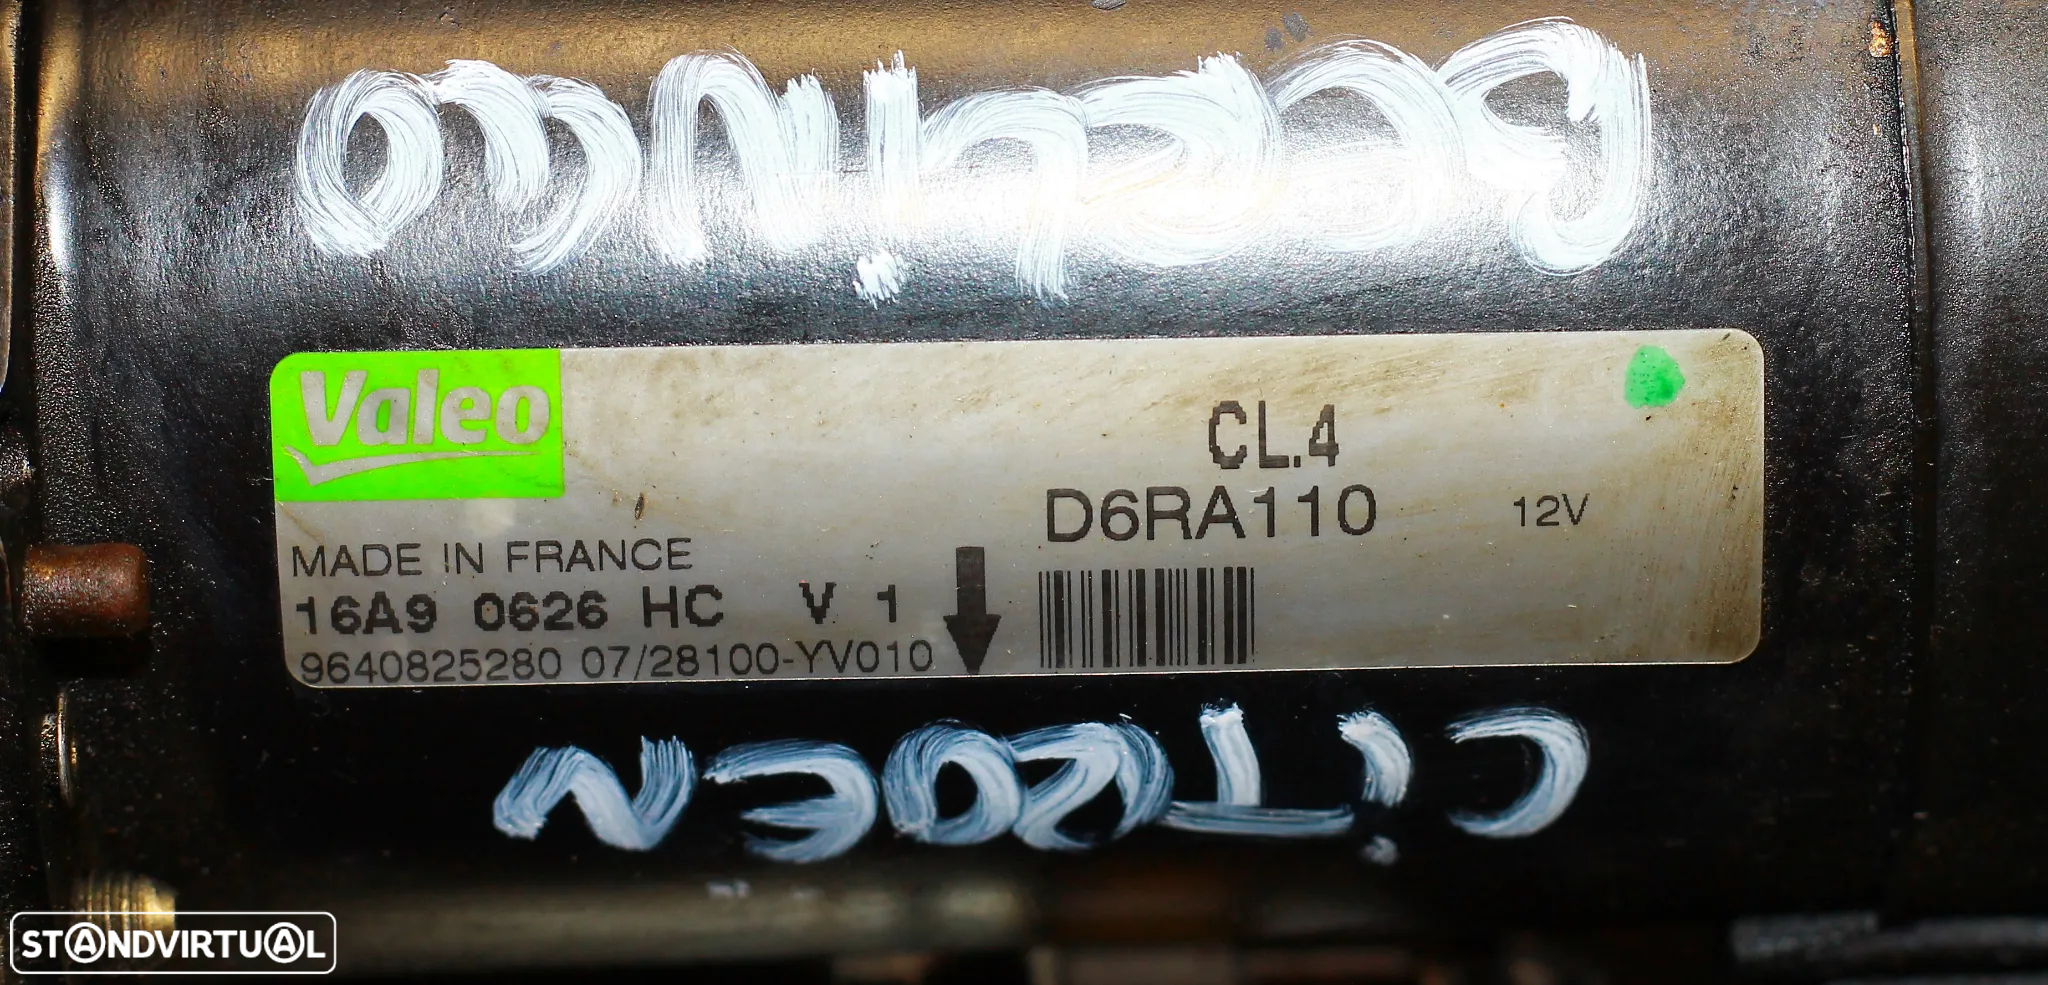 BERLiNGO
Valeo
CL.4
D6RA110 12V
MADE IN FRANCE
16A9 0626 HC V 1
9640825280 07/28100-YV010
CiTROEN
STANDVIRTUAL